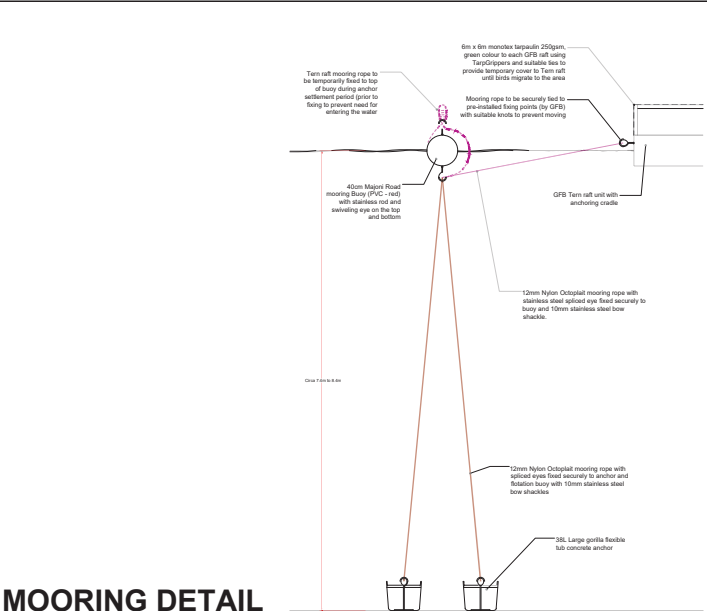 6m x 6m monotex tarpaulin 250gsm,
green colour to each GFB raft using
TarpGrippers and suitable ties to
provide temporary cover to Tern raft
until birds migrate to the area
Tern raft mooring rope to
be temporarily fixed to top
of buoy during anchor
settlement period (prior to
fixing to prevent need for
entering the water
Mooring rope to be securely tied to
pre-installed fixing points (by GFB)
with suitable knots to prevent moving
40cm Majoni Road
mooring Buoy (PVC - red)
with stainless rod and
swiveling eye on the top
and bottom
GFB Tern raft unit with
anchoring cradle
12mm Nylon Octoplait mooring rope with
stainless steel spliced eye fixed securely to
buoy and 10mm stainless steel bow
shackle.
Circa 7.4m to 8.4m
12mm Nylon Octoplait mooring rope with
spliced eyes fixed securely to anchor and
flotation buoy with 10mm stainless steel
bow shackles
38L Large gorilla flexible
tub concrete anchor
MOORING DETAIL